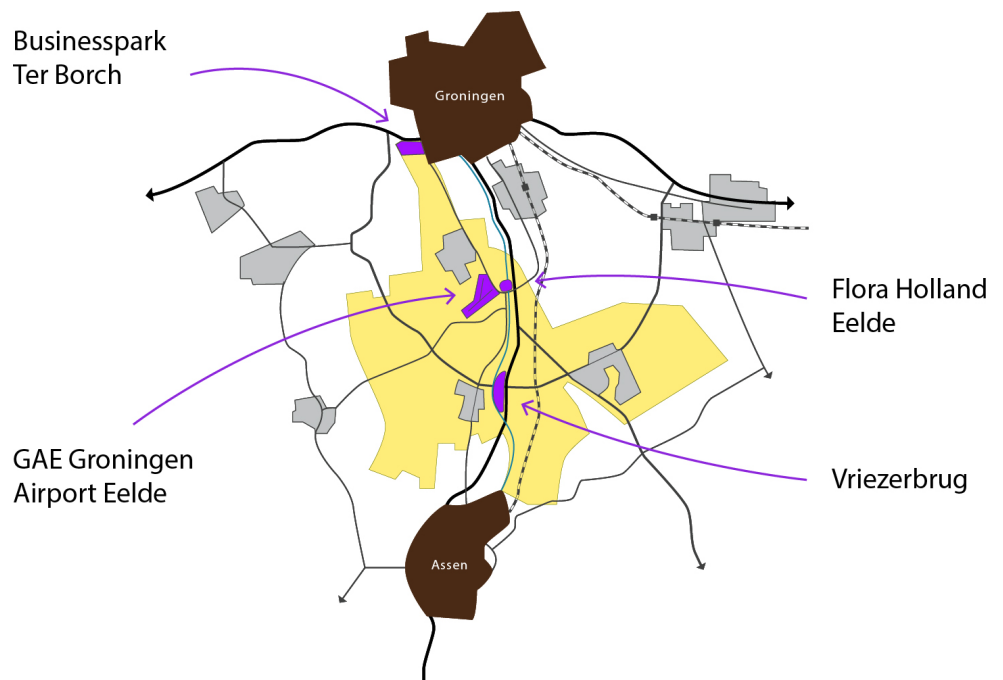 Businesspark
Ter Borch
Groningen
Flora Holland
Eelde
GAE Groningen
Airport Eelde
Vriezerbrug
Assen